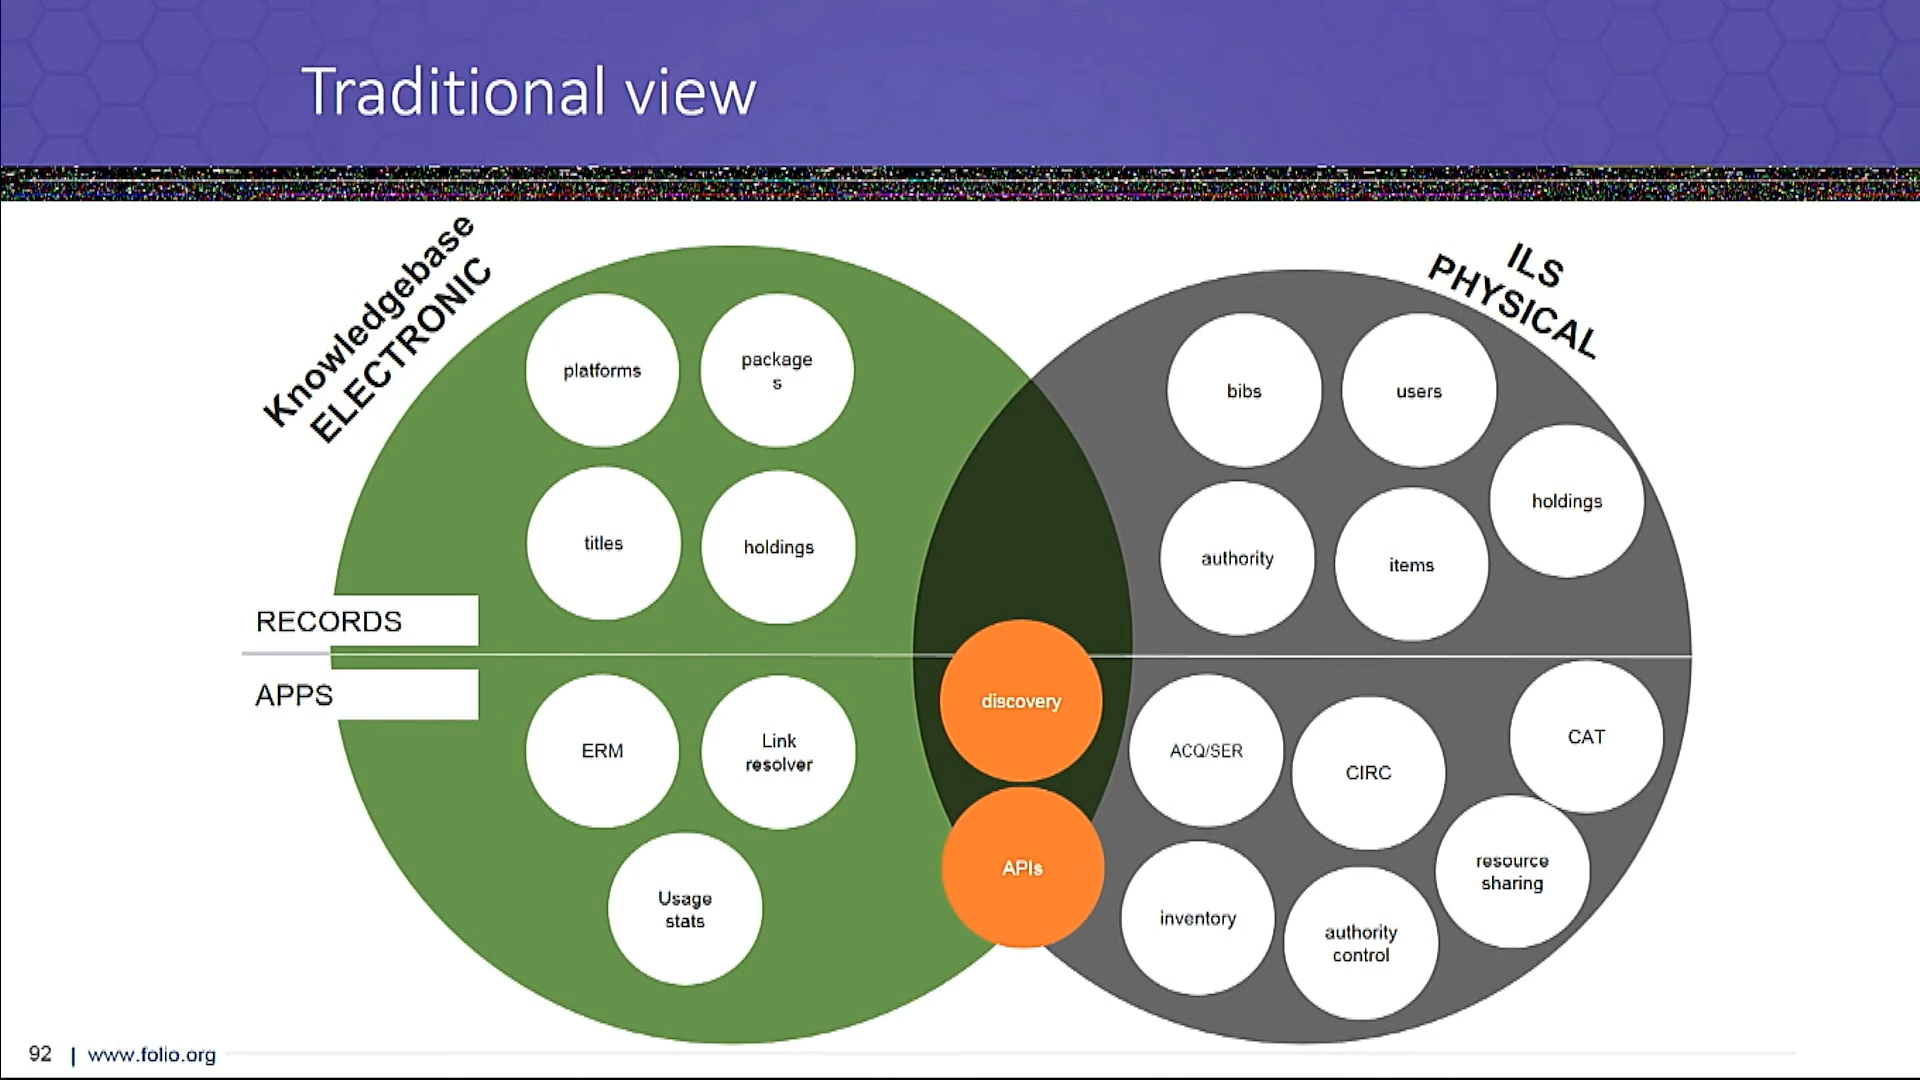 Traditional view
Knowledgebase
ELECTRONIC
ILS
PHYSICAL
platforms
package
s
bibs
users
holdings
titles
holdings
authority
items
RECORDS
APPS
discovery
ERM
Link
resolver
ACQ/SER
CIRC
CAT
APIs
Usage
stats
inventory
authority
control
resource
sharing
92 | www.folio.org